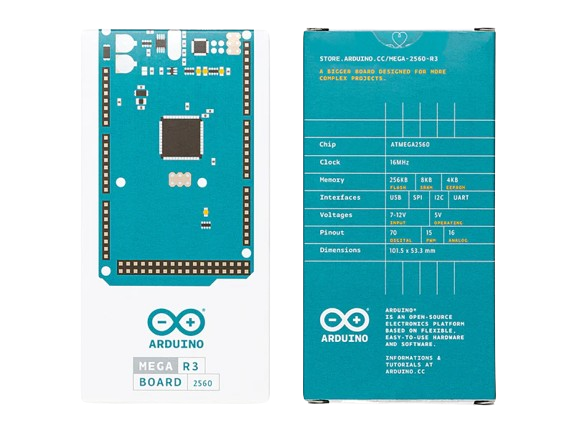 ARDUINO
MEGA R3
BOARD 2560
STORE.ARDUINO.CC/MEGA-2560-R3
A BIGGER BOARD DESIGNED FOR MORE
COMPLEX PROJECTS.
Chip ATMEGA2560
Clock 16MHz
Memory 256KB 8KB 4KB
FLASH SRAM EEPROM
Interfaces USB SPI I2C UART
Voltages 7-12V 5V
INPUT OPERATING
Pinout 70 15 16
DIGITAL PWM ANALOG
Dimensions 101.5 x 53.3 mm
ARDUINO
ARDUINO®
IS AN OPEN-SOURCE
ELECTRONICS PLATFORM
BASED ON FLEXIBLE,
EASY-TO-USE HARDWARE
AND SOFTWARE.
INFORMATIONS &
TUTORIALS AT
ARDUINO.CC